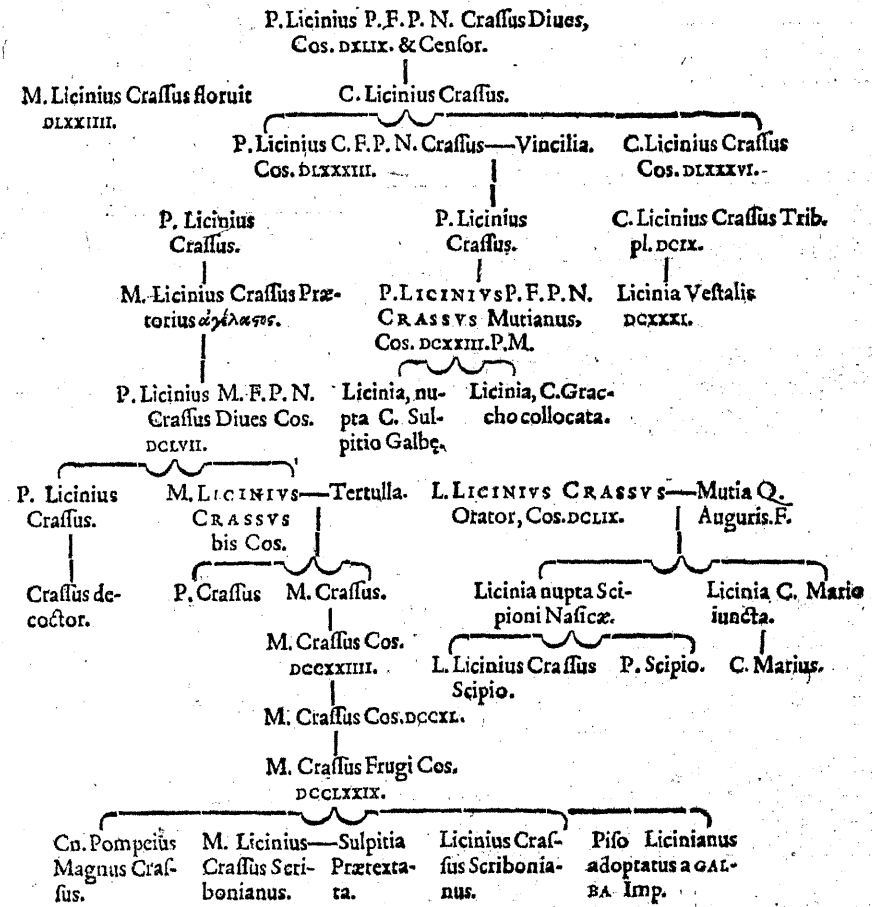 P. Licinius P. F. P. N. Craſſus Diues,
Cos. DXLIX. & Cenſor.
M. Licinius Craſſus floruit
DLXXIIII.
C. Licinius Craſſus.
P. Licinius C. F. P. N. Craſſus—Vincilia.
Cos. DLXXXIII.
C. Licinius Craſſus
Cos. DLXXXVI.
P. Licinius
Craſſus.
P. Licinius
Craſſus.
C. Licinius Craſſus Trib.
pl. DCIX.
M. Licinius Craſſus Præ-
torius ἀγέλαςος.
P. LICINIVS P. F. P. N.
CRASSVS Mutianus,
Cos. DCXXIII. P. M.
Licinia Veſtalis
DCXXXI.
P. Licinius M. F. P. N.
Craſſus Diues Cos.
DCLVII.
Licinia, nu-
pta C. Sul-
pitio Galbę.
Licinia, C. Grac-
cho collocata.
P. Licinius
Craſſus.
M. LICINIVS—Tertulla.
CRASSVS
bis Cos.
L. LICINIVS CRASSVS—Mutia Q.
Orator, Cos. DCLIX.
Auguris. F.
Craſſus de-
coctor.
P. Craſſus
M. Craſſus.
Licinia nupta Sci-
pioni Naſicæ.
Licinia C. Mario
iuncta.
M. Craſſus Cos.
DCCXXIIII.
L. Licinius Craſſus
Scipio.
P. Scipio.
C. Marius.
M. Craſſus Cos. DCCXL.
M. Craſſus Frugi Cos.
DCCLXXIX.
Cn. Pompeius
Magnus Craſ-
ſus.
M. Licinius—Sulpitia
Craſſus Scri-
bonianus.
Prætexta-
ta.
Licinius Craſ-
ſus Scribonia-
nus.
Piſo Licinianus
adoptatus a GAL-
BA Imp.